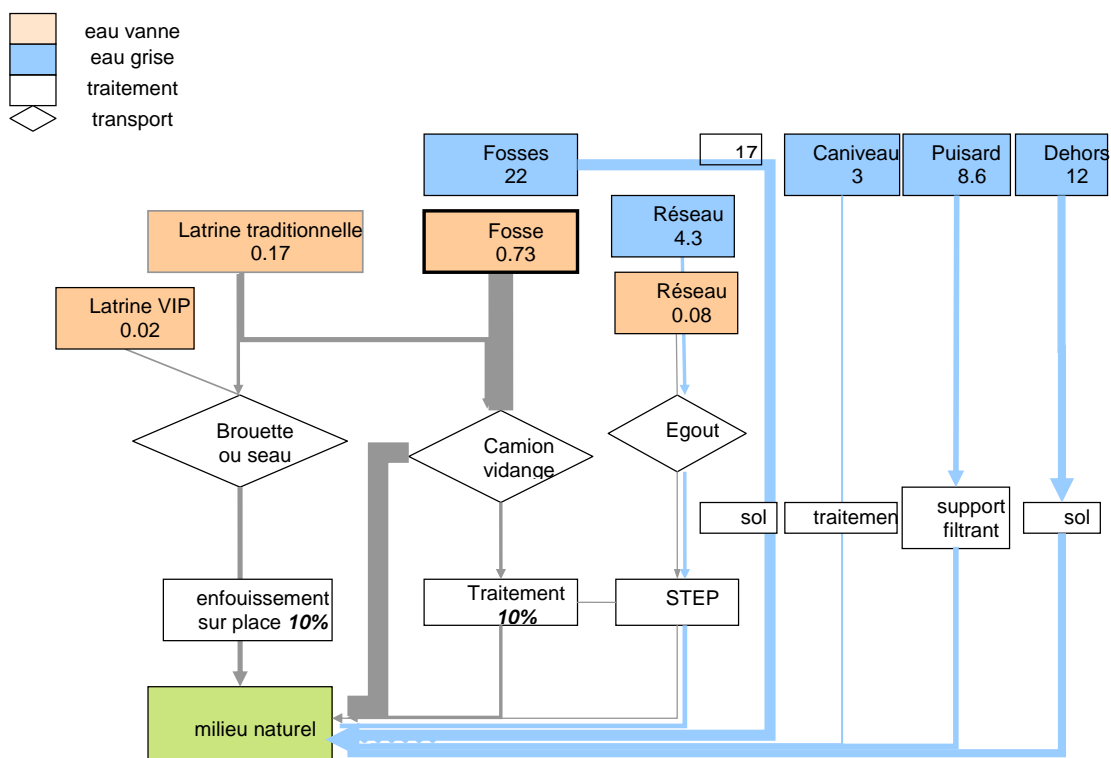 eau vanne
eau grise
traitement
transport
Fosses
22
17
Caniveau
3
Puisard
8.6
Dehors
12
Latrine traditionnelle
0.17
Fosse
0.73
Réseau
4.3
Latrine VIP
0.02
Réseau
0.08
Brouette
ou seau
Camion
vidange
Egout
sol
traitemen
support
filtrant
sol
enfouissement
sur place 10%
Traitement
10%
STEP
milieu naturel